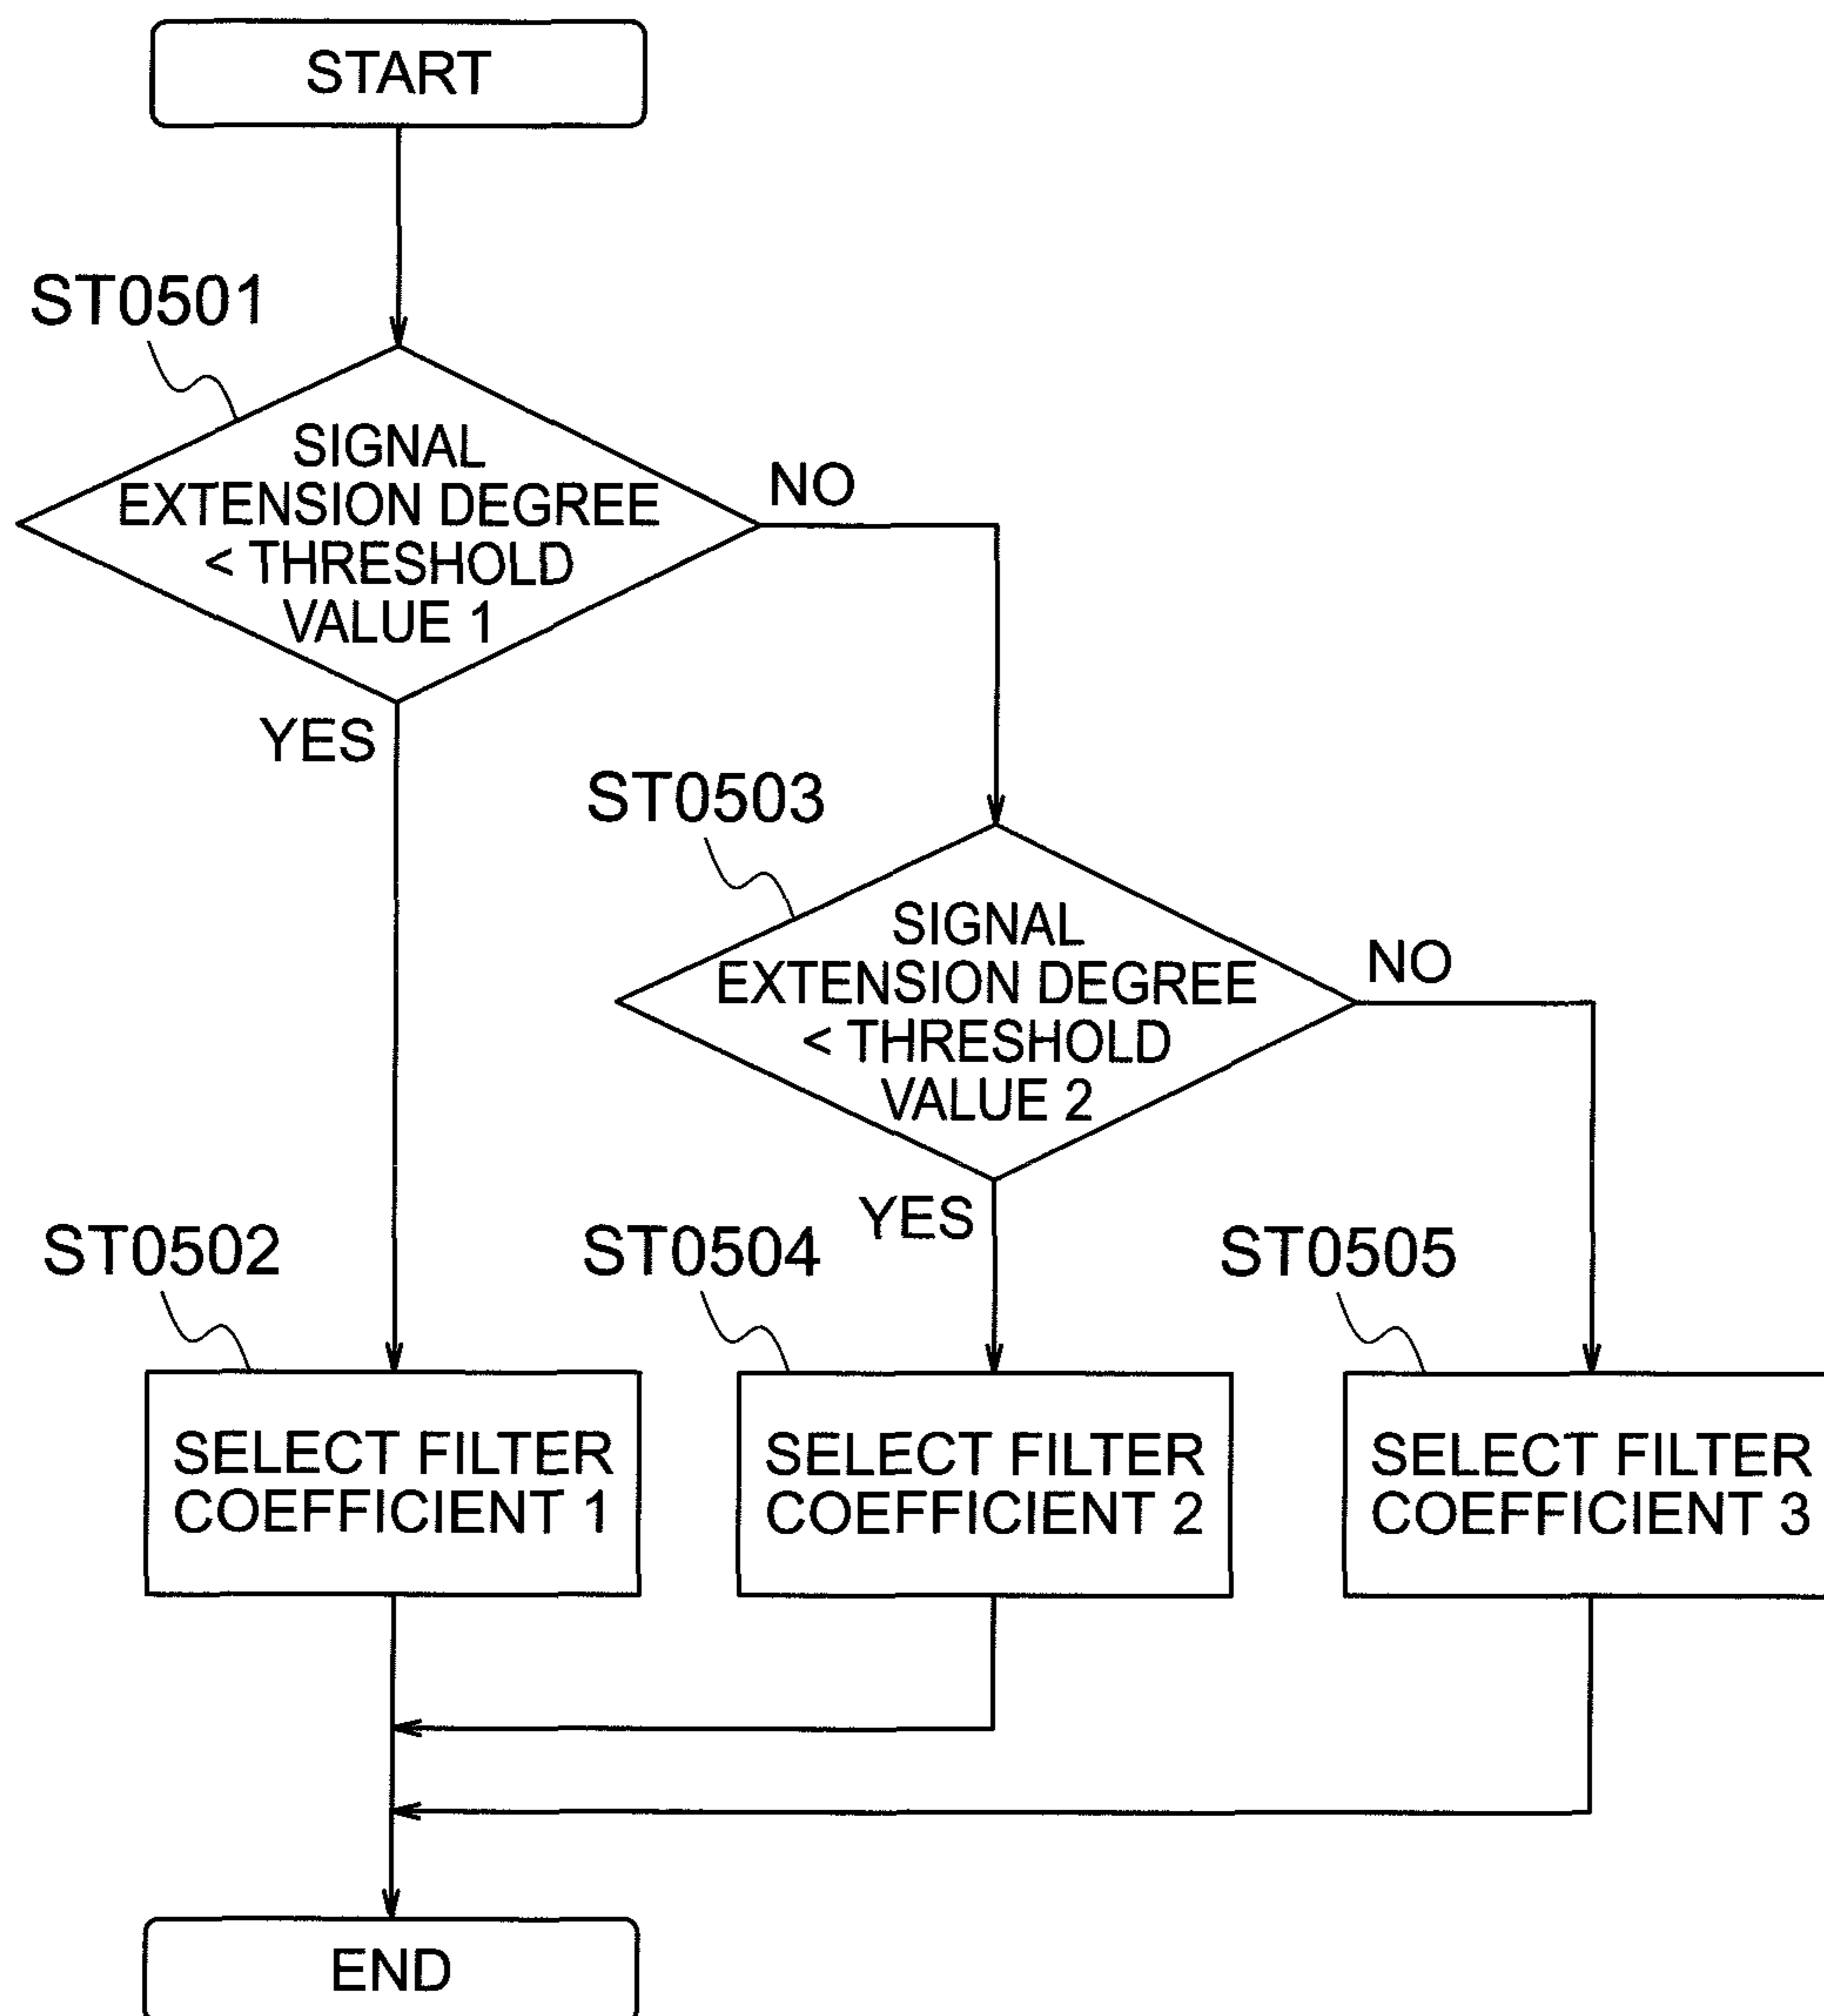 START
ST0501
SIGNAL
EXTENSION DEGREE
< THRESHOLD
VALUE 1
NO
YES
ST0503
SIGNAL
EXTENSION DEGREE
< THRESHOLD
VALUE 2
NO
YES
ST0502
SELECT FILTER
COEFFICIENT 1
ST0504
SELECT FILTER
COEFFICIENT 2
ST0505
SELECT FILTER
COEFFICIENT 3
END